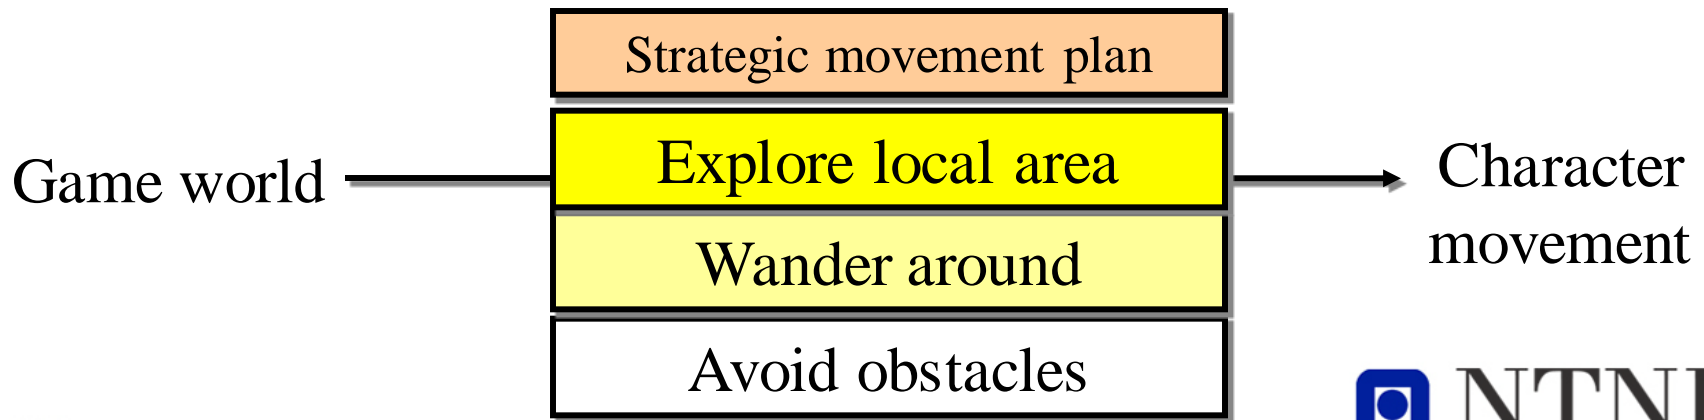 Strategic movement plan
Game world
Explore local area
Character
movement
Wander around
Avoid obstacles